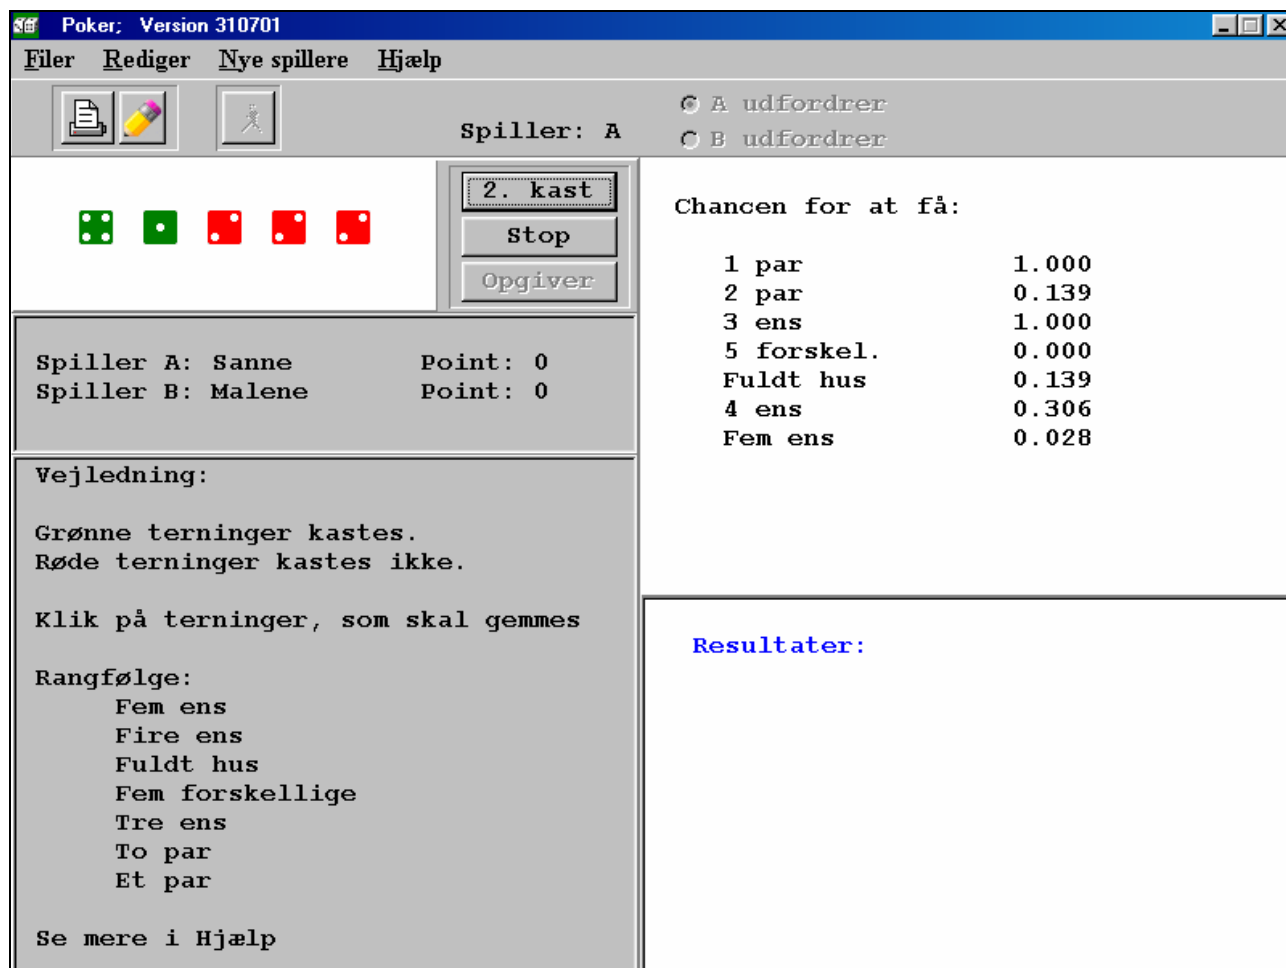 Poker; Version 310701
Filer Rediger Nye spillere Hjælp
Spiller: A
A udfordrer
B udfordrer
2. kast
Stop
Opgiver
Spiller A: Sanne Point: 0
Spiller B: Malene Point: 0
Vejledning:
Grønne terninger kastes.
Røde terninger kastes ikke.
Klik på terninger, som skal gemmes
Rangfølge:
Fem ens
Fire ens
Fuldt hus
Fem forskellige
Tre ens
To par
Et par
Se mere i Hjælp
Chancen for at få:
1 par 1.000
2 par 0.139
3 ens 1.000
5 forskel. 0.000
Fuldt hus 0.139
4 ens 0.306
Fem ens 0.028
Resultater: